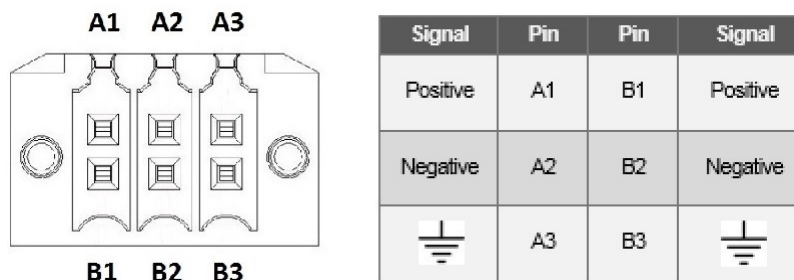 A1 A2 A3
B1 B2 B3
Signal Pin Pin Signal
Positive A1 B1 Positive
Negative A2 B2 Negative
A3 B3